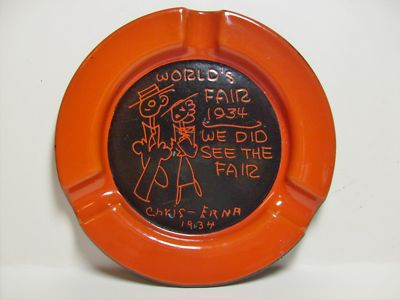 WORLD'S
FAIR
1934
WE DID
SEE THE
FAIR
CHRIS - ERNA
1934